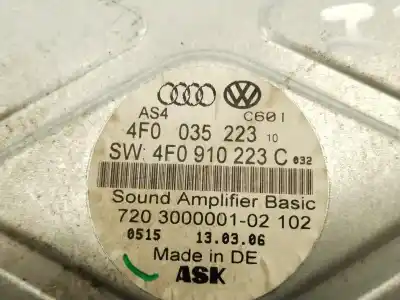 AS4 C60I
4F0 035 223 10
SW: 4F0 910 223 C 032
Sound Amplifier Basic
720 3000001-02 102
0515 13.03.06
Made in DE
ASK